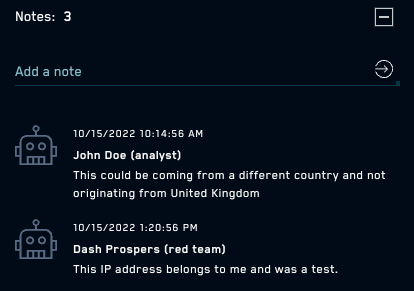 Notes: 3
Add a note
10/15/2022 10:14:56 AM
John Doe (analyst)
This could be coming from a different country and not
originating from United Kingdom
10/15/2022 1:20:56 PM
Dash Prospers (red team)
This IP address belongs to me and was a test.